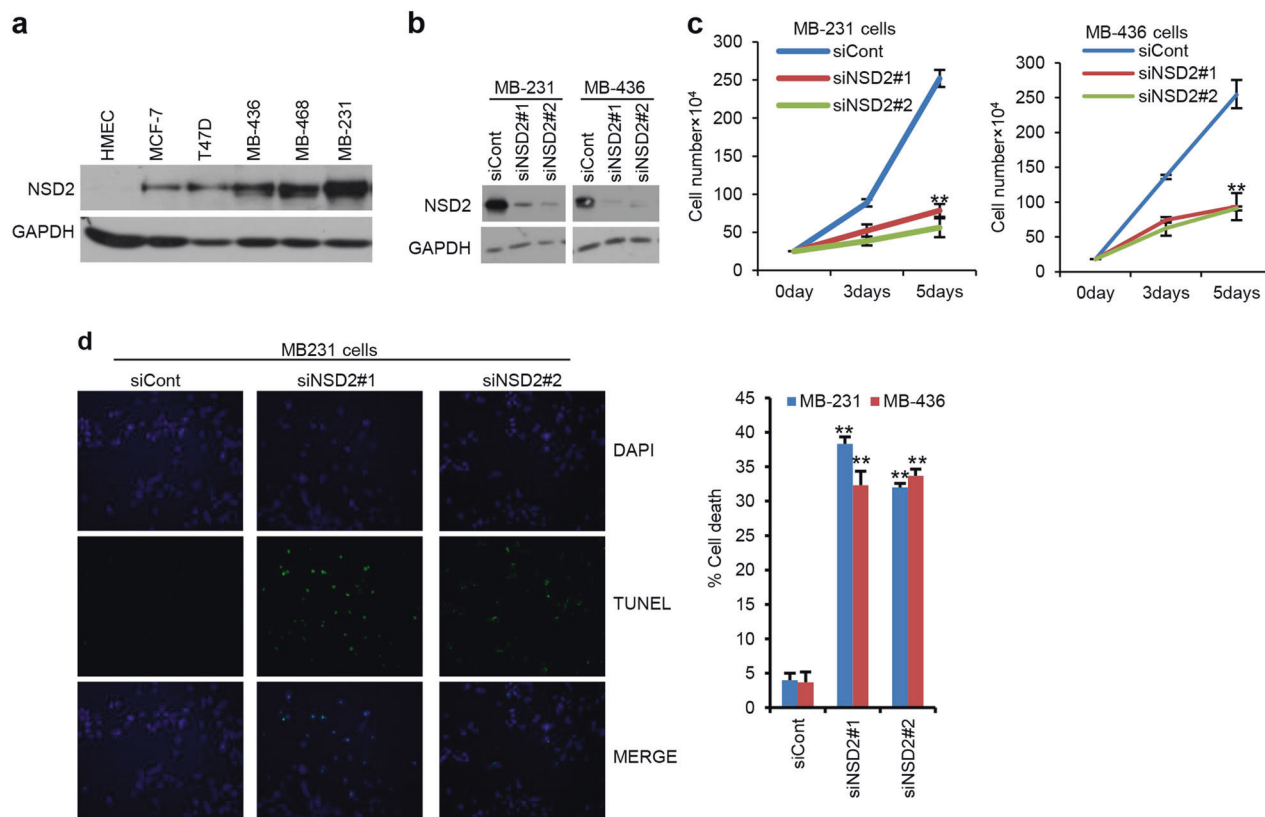 a
HMEC
MCF-7
T47D
MB-436
MB-468
MB-231
NSD2
GAPDH
b
MB-231
MB-436
siCont
siNSD2#1
siNSD2#2
siCont
siNSD2#1
siNSD2#2
NSD2
GAPDH
c
MB-231 cells
siCont
siNSD2#1
siNSD2#2
Cell number×10⁴
300
250
200
150
100
50
0
**
0day
3days
5days
MB-436 cells
siCont
siNSD2#1
siNSD2#2
Cell number×10⁴
300
250
200
150
100
50
0
**
0day
3days
5days
d
MB231 cells
siCont
siNSD2#1
siNSD2#2
DAPI
TUNEL
MERGE
MB-231
MB-436
% Cell death
45
40
35
30
25
20
15
10
5
0
**
**
**
**
siCont
siNSD2#1
siNSD2#2